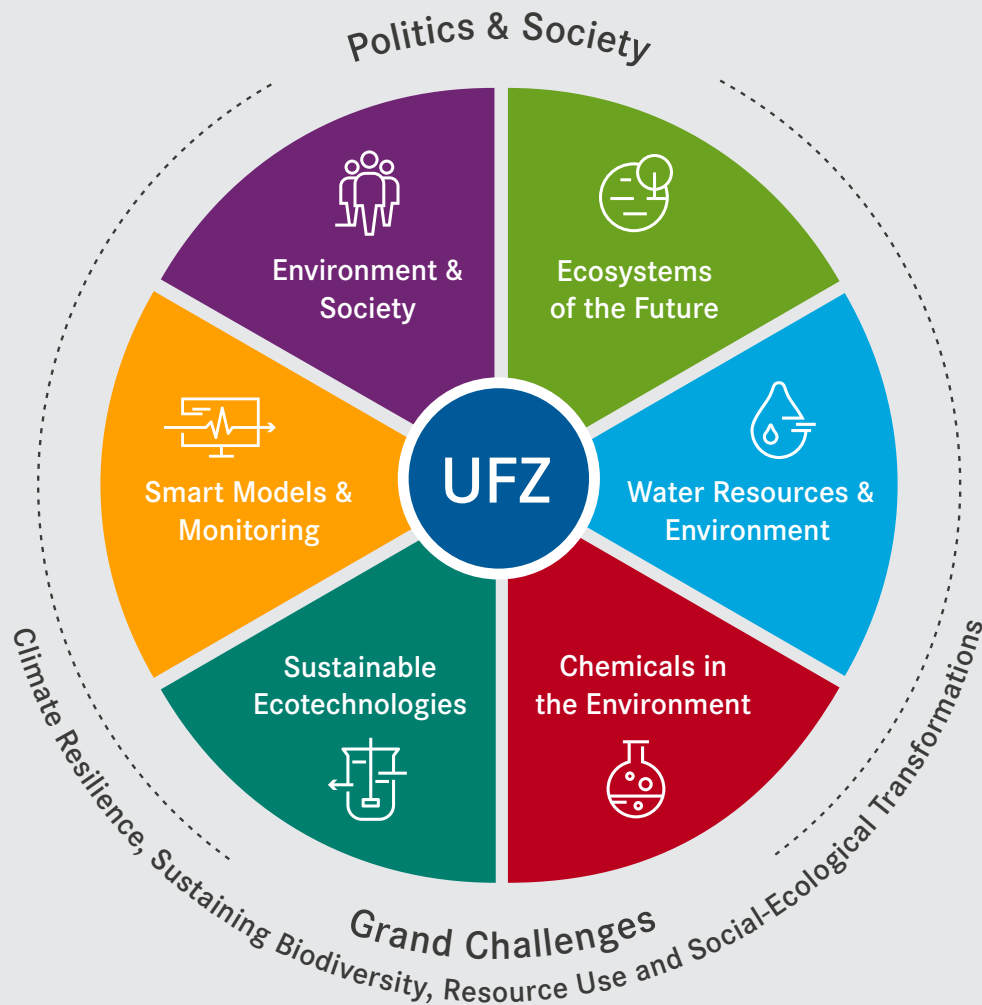 Politics & Society
Environment &
Society
Ecosystems
of the Future
Smart Models &
Monitoring
UFZ
Water Resources &
Environment
Sustainable
Ecotechnologies
Chemicals in
the Environment
Grand Challenges
Climate Resilience, Sustaining Biodiversity, Resource Use and Social-Ecological Transformations